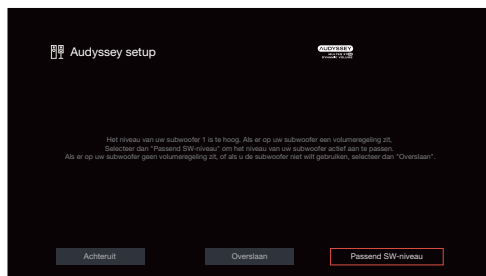 Audyssey setup
AUDYSSEY
DYNAMIC VOLUME
Het niveau van uw subwoofer 1 is te hoog. Als er op uw subwoofer een volumeregeling zit,
Selecteer dan "Passend SW-niveau" om het niveau van uw subwoofer actief aan te passen.
Als er op uw subwoofer geen volumeregeling zit, of als u de subwoofer niet wilt gebruiken, selecteer dan "Overslaan".
Achteruit
Overslaan
Passend SW-niveau